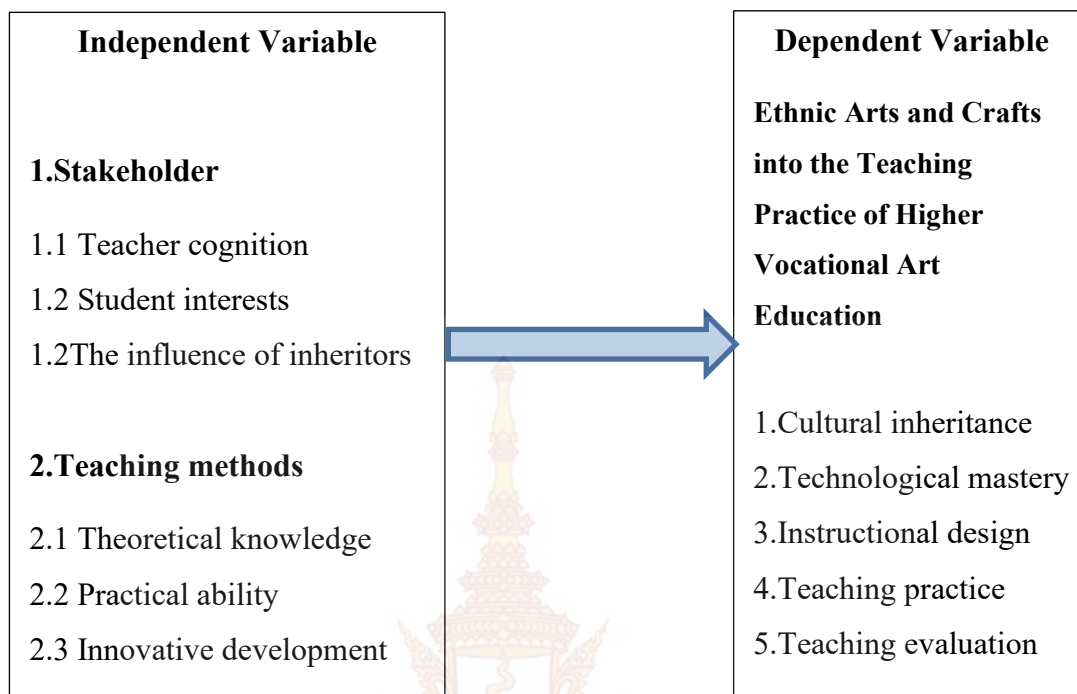 Independent Variable
1.Stakeholder
1.1 Teacher cognition
1.2 Student interests
1.2The influence of inheritors
2.Teaching methods
2.1 Theoretical knowledge
2.2 Practical ability
2.3 Innovative development
Dependent Variable
Ethnic Arts and Crafts
into the Teaching
Practice of Higher
Vocational Art
Education
1.Cultural inheritance
2.Technological mastery
3.Instructional design
4.Teaching practice
5.Teaching evaluation